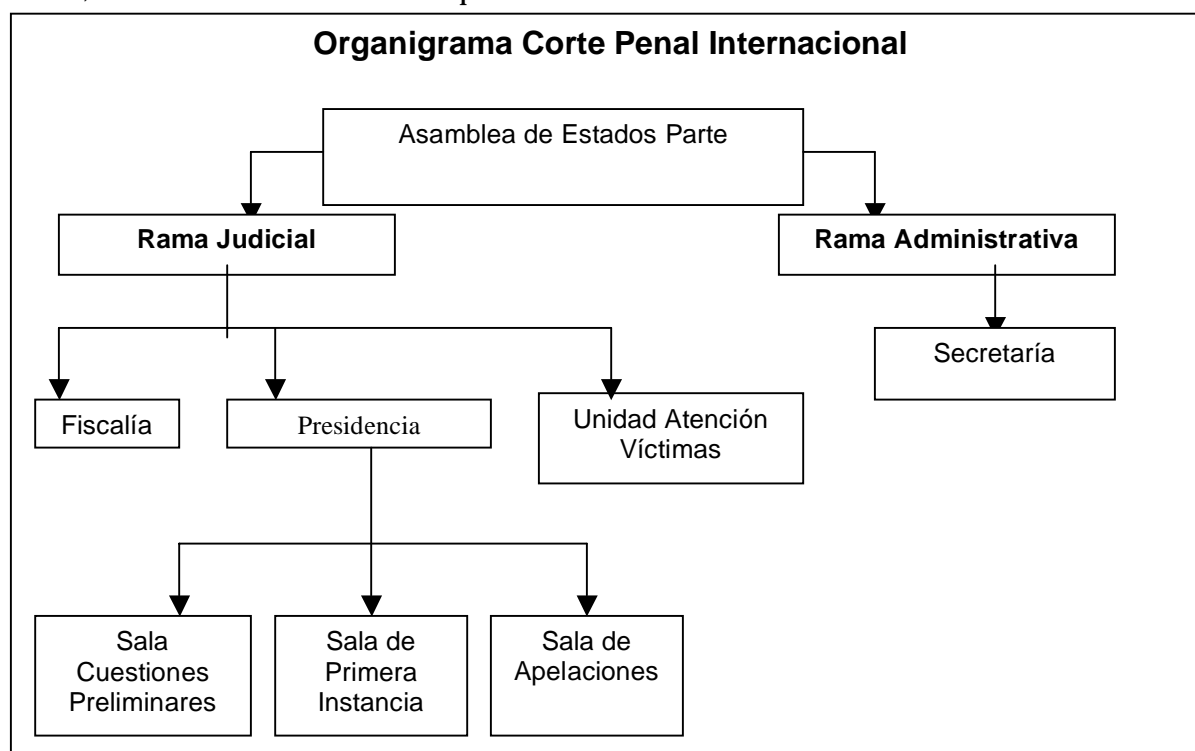 Organigrama Corte Penal Internacional
Asamblea de Estados Parte
Rama Judicial
Rama Administrativa
Secretaría
Fiscalía
Presidencia
Unidad Atención
Víctimas
Sala
Cuestiones
Preliminares
Sala de
Primera
Instancia
Sala de
Apelaciones